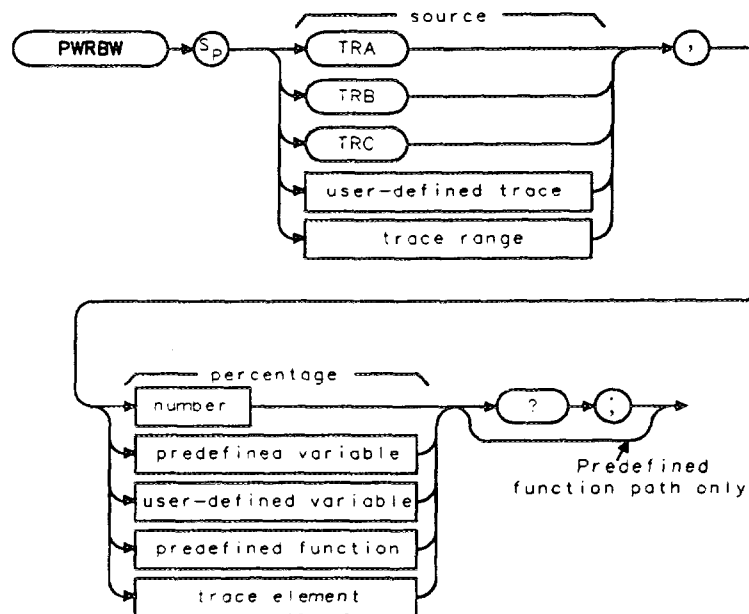 source
PWRBW
Sp
TRA
,
TRB
TRC
user-defined trace
trace range
percentage
number
?
;
predefined variable
Predefined
function path only
user-defined variable
predefined function
trace element